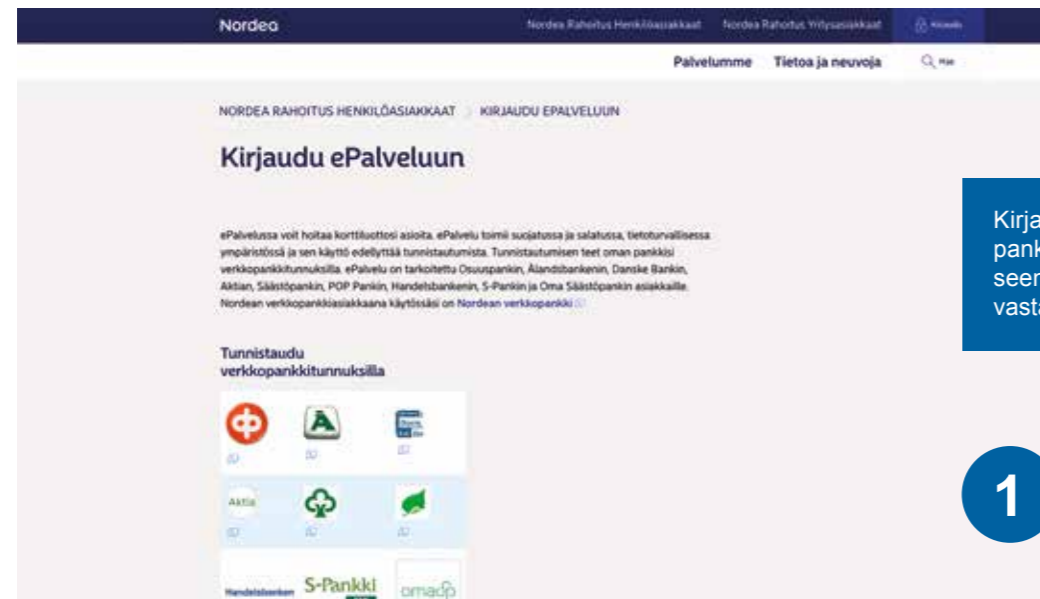 Nordea
Nordea Rahoitus Henkilöasiakkaat
Nordea Rahoitus Yritysasiakkaat
Kirjaudu
Palvelumme
Tietoa ja neuvoja
Hae
NORDEA RAHOITUS HENKILÖASIAKKAAT
KIRJAUDU EPALVELUUN
Kirjaudu ePalveluun
ePalvelussa voit hoitaa korttiluottosi asioita. ePalvelu toimii suojatussa ja salatussa, tietoturvallisessa
ympäristössä ja sen käyttö edellyttää tunnistautumista. Tunnistautumisen teet oman pankkisi
verkkopankkitunnuksilla. ePalvelu on tarkoitettu Osuuspankin, Ålandsbankenin, Danske Bankin,
Aktian, Säästöpankin, POP Pankin, Handelsbankenin, S-Pankin ja Oma Säästöpankin asiakkaille.
Nordean verkkopankkiasiakkaana käytössäsi on Nordean verkkopankki
Tunnistaudu
verkkopankkitunnuksilla
Aktia
Handelsbanken
S-Pankki
omasp
Kirja
pank
seen
vasta
1